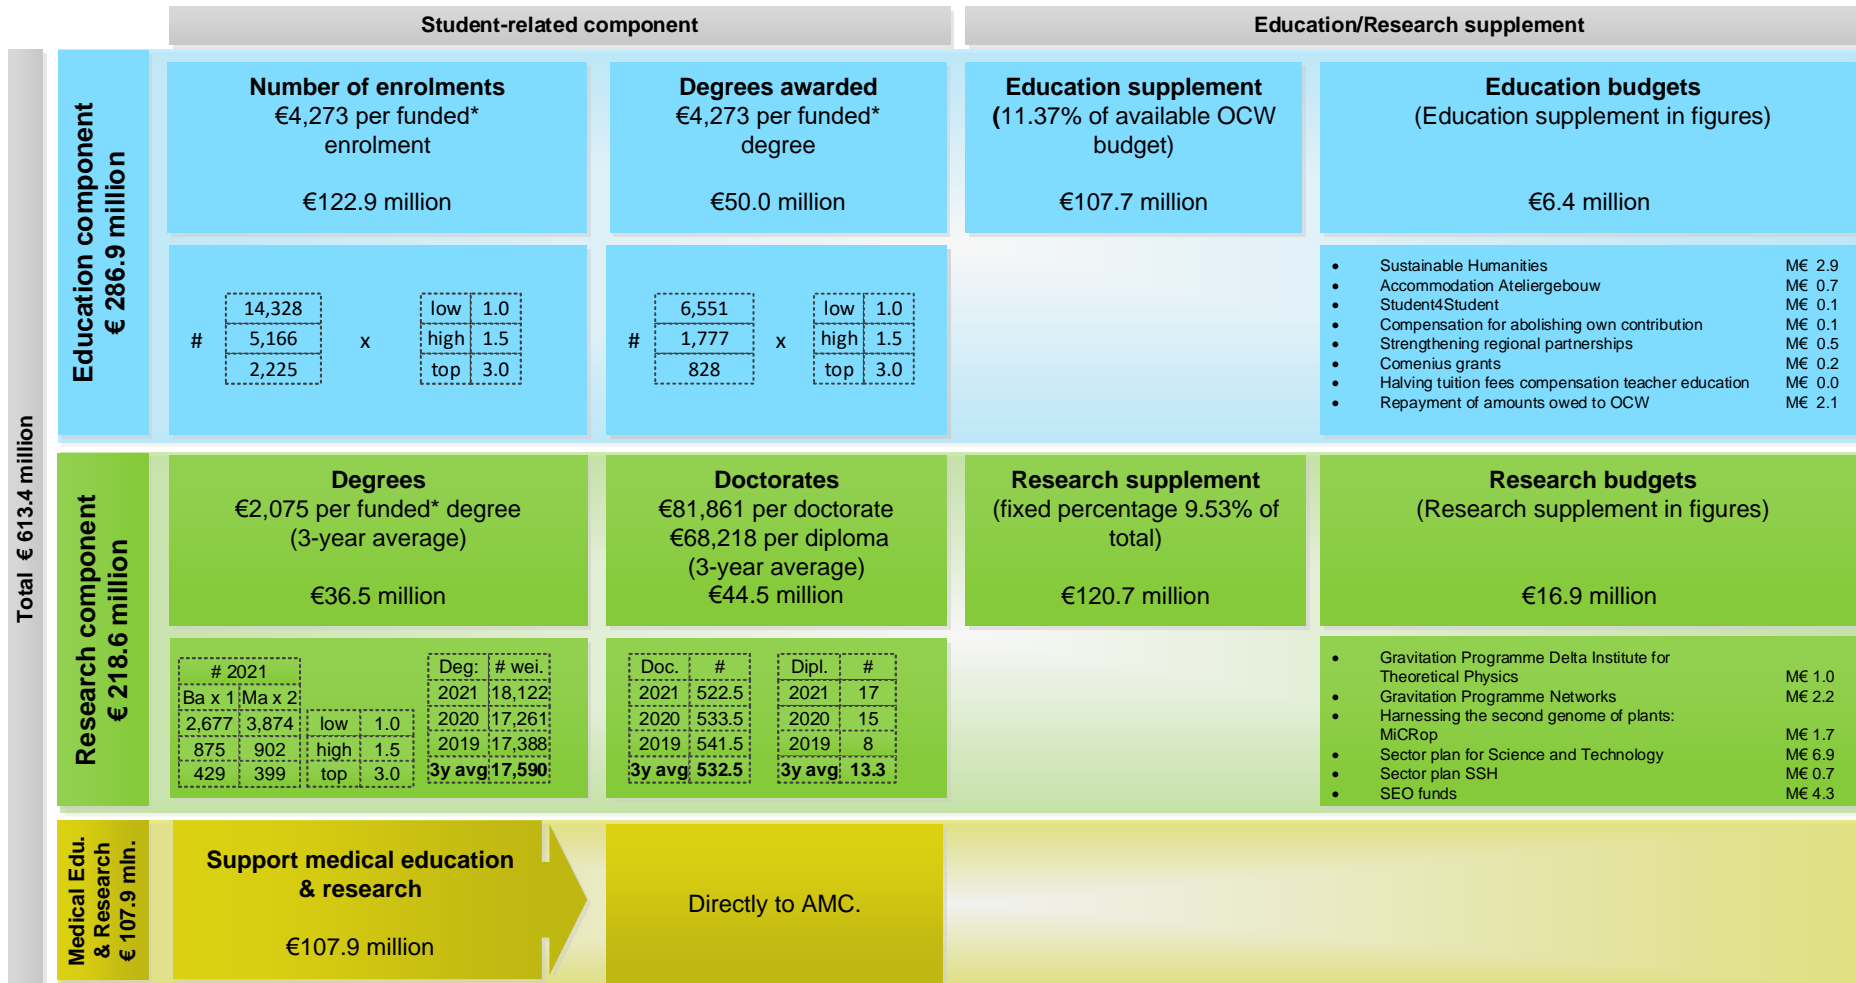 Student-related component
Education/Research supplement
Total € 613.4 million
Education component
€ 286.9 million
Number of enrolments
€4,273 per funded*
enrolment
€122.9 million
Degrees awarded
€4,273 per funded*
degree
€50.0 million
Education supplement
(11.37% of available OCW
budget)
€107.7 million
Education budgets
(Education supplement in figures)
€6.4 million
#
14,328
5,166
2,225
x
low 1.0
high 1.5
top 3.0
#
6,551
1,777
828
x
low 1.0
high 1.5
top 3.0
• Sustainable Humanities M€ 2.9
• Accommodation Ateliergebouw M€ 0.7
• Student4Student M€ 0.1
• Compensation for abolishing own contribution M€ 0.1
• Strengthening regional partnerships M€ 0.5
• Comenius grants M€ 0.2
• Halving tuition fees compensation teacher education M€ 0.0
• Repayment of amounts owed to OCW M€ 2.1
Research component
€ 218.6 million
Degrees
€2,075 per funded* degree
(3-year average)
€36.5 million
Doctorates
€81,861 per doctorate
€68,218 per diploma
(3-year average)
€44.5 million
Research supplement
(fixed percentage 9.53% of
total)
€120.7 million
Research budgets
(Research supplement in figures)
€16.9 million
# 2021
Ba x 1 Ma x 2
2,677 3,874
875 902
429 399
low 1.0
high 1.5
top 3.0
Deg: # wei.
2021 18,122
2020 17,261
2019 17,388
3y avg 17,590
Doc. #
2021 522.5
2020 533.5
2019 541.5
3y avg 532.5
Dipl. #
2021 17
2020 15
2019 8
3y avg 13.3
• Gravitation Programme Delta Institute for
Theoretical Physics M€ 1.0
• Gravitation Programme Networks M€ 2.2
• Harnessing the second genome of plants:
MiCRop M€ 1.7
• Sector plan for Science and Technology M€ 6.9
• Sector plan SSH M€ 0.7
• SEO funds M€ 4.3
Medical Edu.
& Research
€ 107.9 mln.
Support medical education
& research
€107.9 million
Directly to AMC.